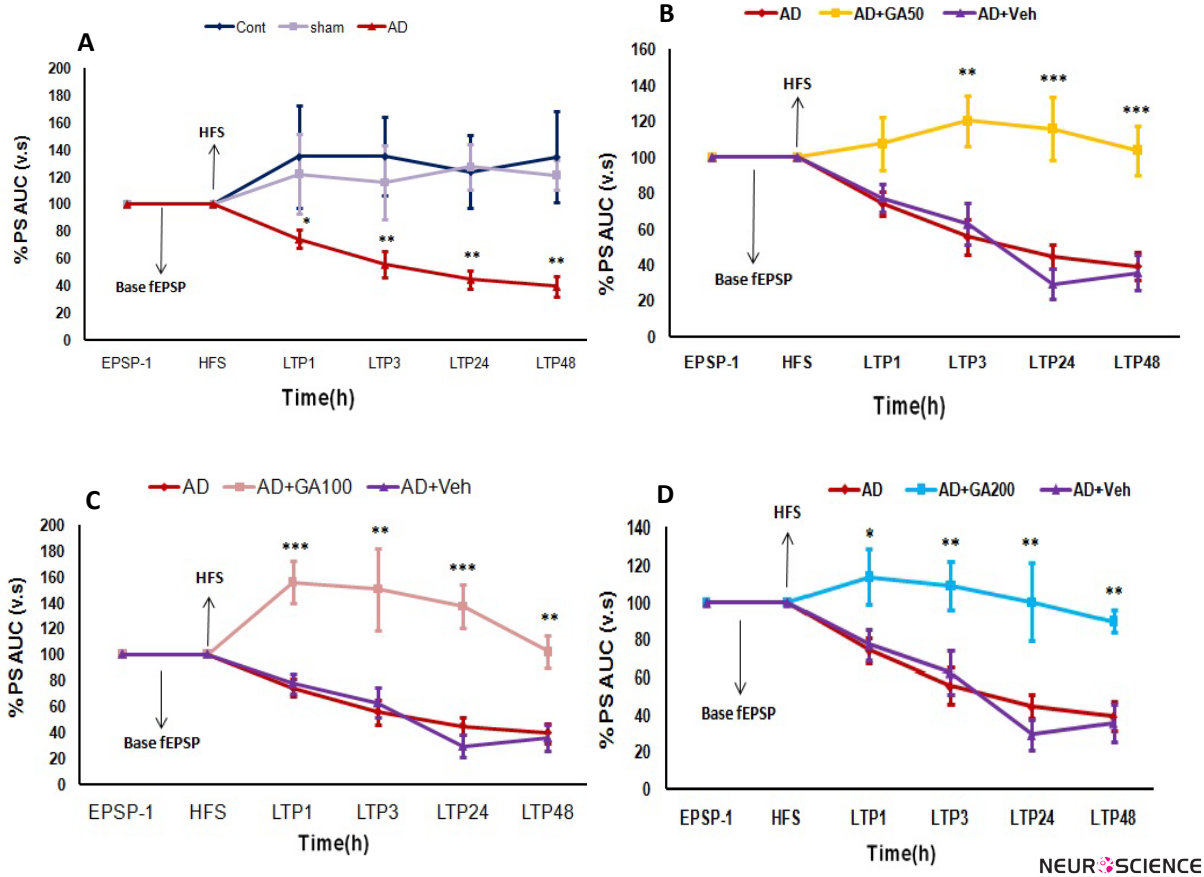 A
Cont sham AD
% PS AUC (v.s)
200
180
160
140
120
100
80
60
40
20
0
HFS
Base fEPSP
*
**
**
**
EPSP-1 HFS LTP1 LTP3 LTP24 LTP48
Time(h)
B
AD AD+GA50 AD+Veh
% PS AUC (v.s)
160
140
120
100
80
60
40
20
0
HFS
Base fEPSP
**
***
***
EPSP-1 HFS LTP1 LTP3 LTP24 LTP48
Time(h)
C
AD AD+GA100 AD+Veh
% PS AUC (v.s)
200
180
160
140
120
100
80
60
40
20
0
HFS
Base fEPSP
***
**
***
**
EPSP-1 HFS LTP1 LTP3 LTP24 LTP48
Time(h)
D
AD AD+GA200 AD+Veh
% PS AUC (v.s)
140
120
100
80
60
40
20
0
HFS
Base fEPSP
*
**
**
**
EPSP-1 HFS LTP1 LTP3 LTP24 LTP48
Time(h)
NEUROSCIENCE